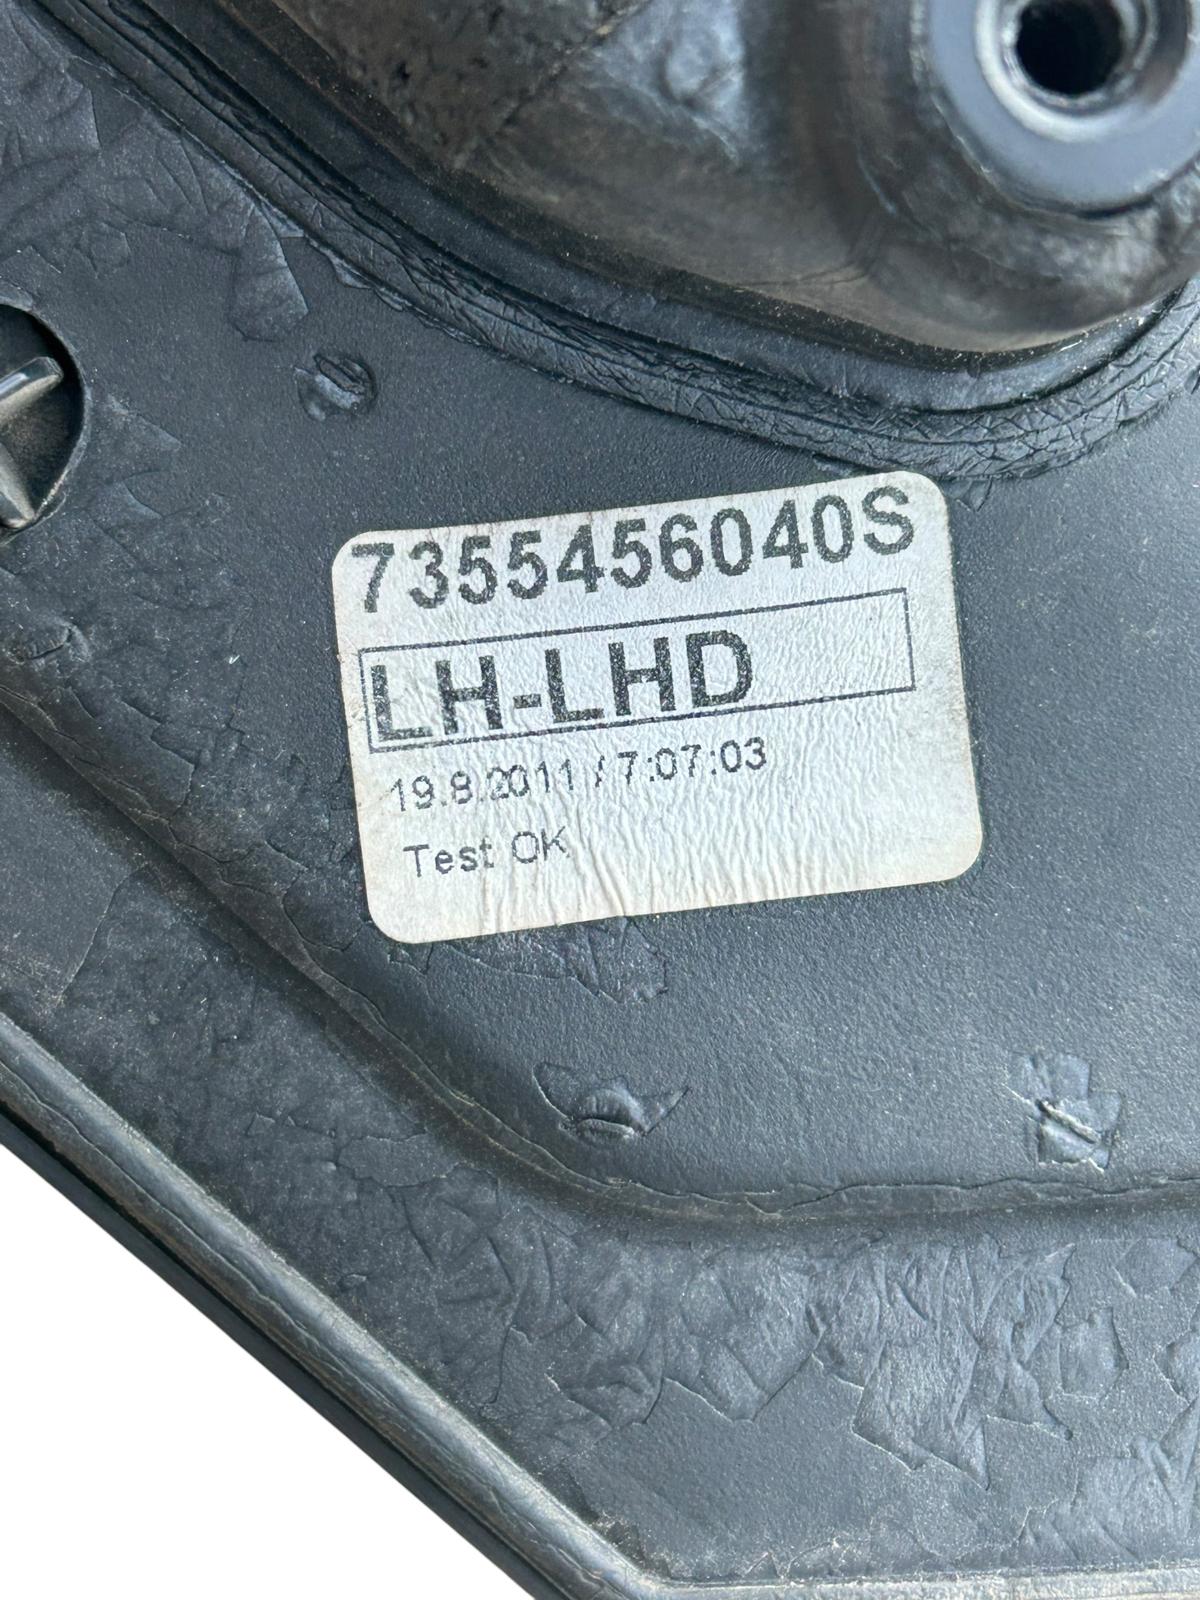 7355456040S
LH-LHD
19.8.2011 / 7:07:03
Test OK